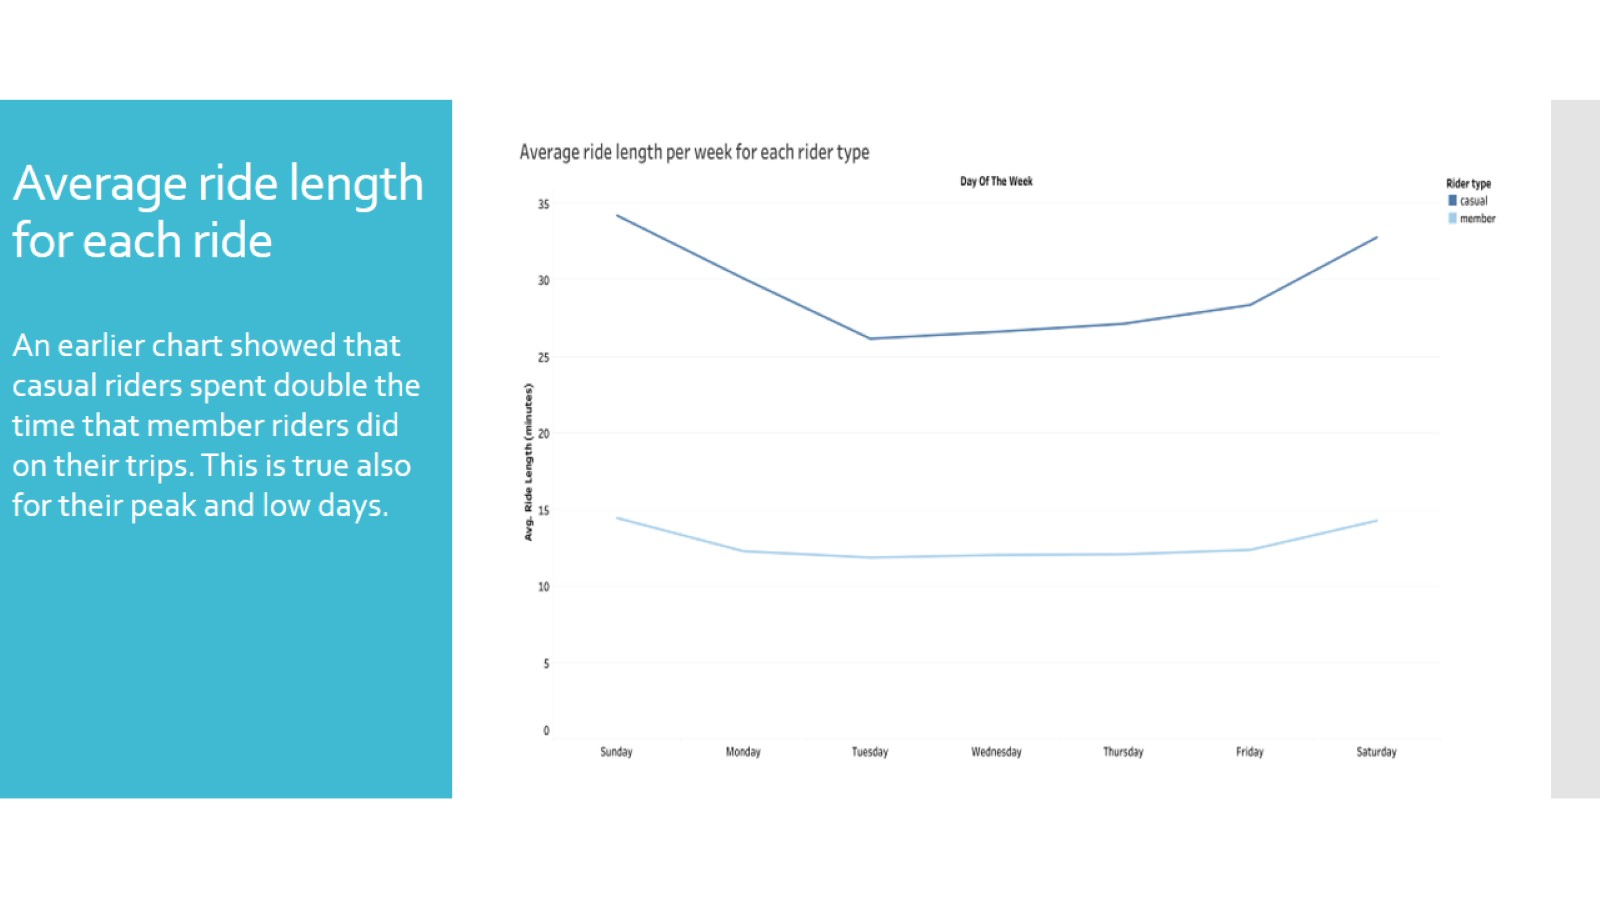 Average ride length
for each ride
An earlier chart showed that
casual riders spent double the
time that member riders did
on their trips. This is true also
for their peak and low days.
Average ride length per week for each rider type
Day Of The Week
Rider type
casual
member
Avg. Ride Length (minutes)
35
30
25
20
15
10
5
0
Sunday Monday Tuesday Wednesday Thursday Friday Saturday